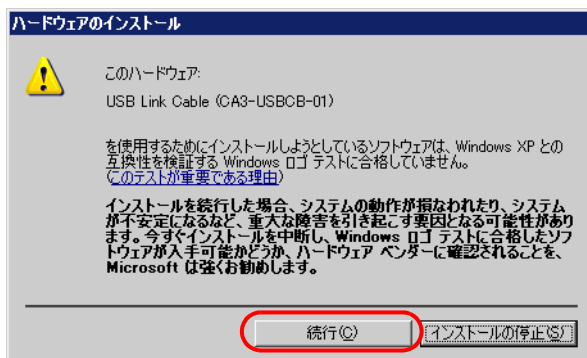 ハードウェアのインストール
このハードウェア:
USB Link Cable (CA3-USBCB-01)
を使用するためにインストールしようとしているソフトウェアは、Windows XP との
互換性を検証する Windows ロゴ テストに合格していません。
(このテストが重要である理由)
インストールを続行した場合、システムの動作が損なわれたり、システム
が不安定になるなど、重大な障害を引き起こす要因となる可能性があり
ます。今すぐインストールを中断し、Windows ロゴ テストに合格したソフ
トウェアが入手可能かどうか、ハードウェア ベンダーに確認されることを、
Microsoft は強くお勧めします。
続行(C)
インストールの停止(S)